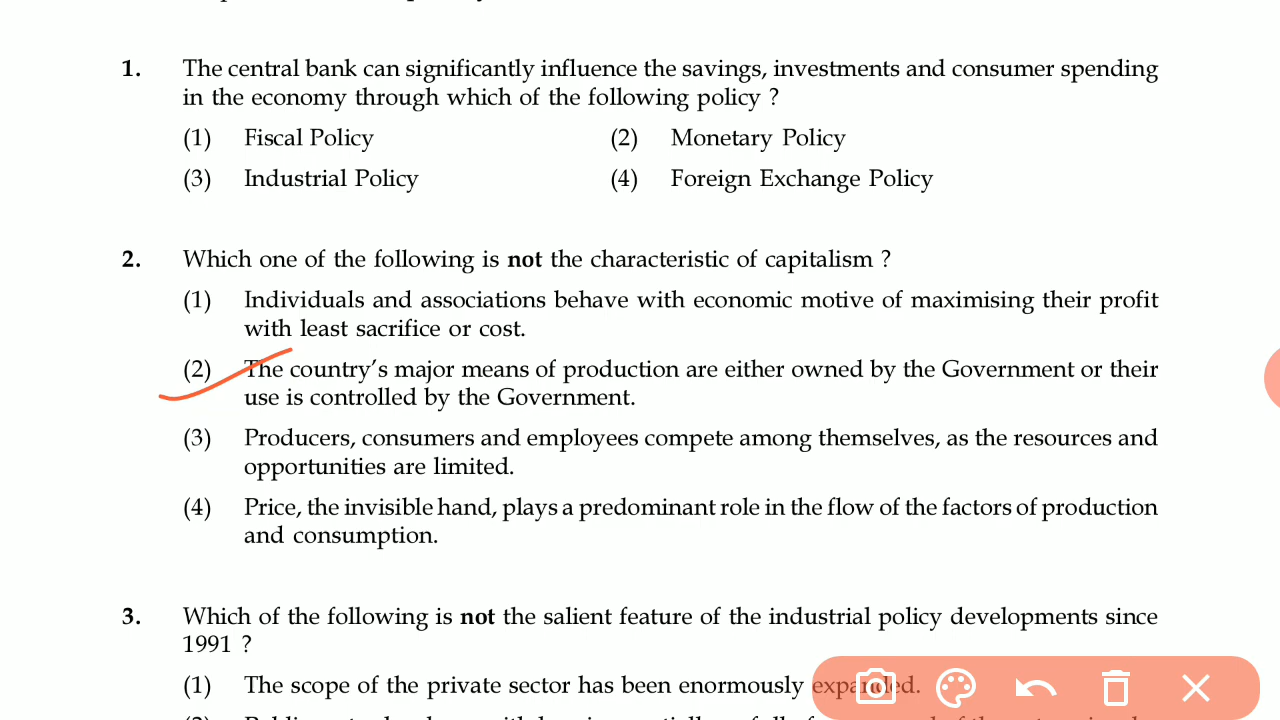 1. The central bank can significantly influence the savings, investments and consumer spending
in the economy through which of the following policy ?
(1) Fiscal Policy (2) Monetary Policy
(3) Industrial Policy (4) Foreign Exchange Policy
2. Which one of the following is not the characteristic of capitalism ?
(1) Individuals and associations behave with economic motive of maximising their profit
with least sacrifice or cost.
(2) The country's major means of production are either owned by the Government or their
use is controlled by the Government.
(3) Producers, consumers and employees compete among themselves, as the resources and
opportunities are limited.
(4) Price, the invisible hand, plays a predominant role in the flow of the factors of production
and consumption.
3. Which of the following is not the salient feature of the industrial policy developments since
1991 ?
(1) The scope of the private sector has been enormously expanded.